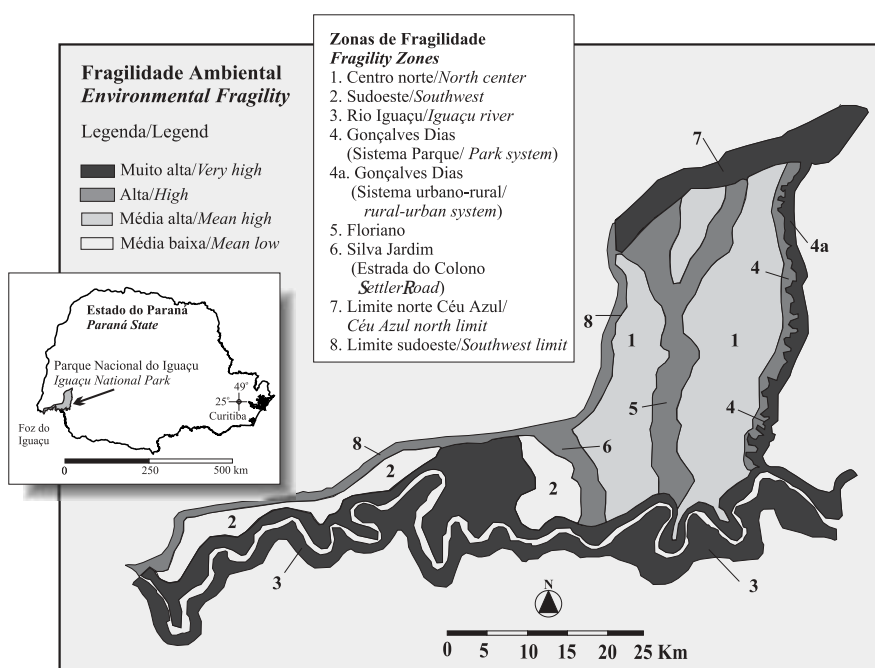 Fragilidade Ambiental
Environmental Fragility
Legenda/Legend
Muito alta/Very high
Alta/High
Média alta/Mean high
Média baixa/Mean low
Zonas de Fragilidade
Fragility Zones
1. Centro norte/North center
2. Sudoeste/Southwest
3. Rio Iguaçu/Iguaçu river
4. Gonçalves Dias
(Sistema Parque/ Park system)
4a. Gonçalves Dias
(Sistema urbano-rural/
rural-urban system)
5. Floriano
6. Silva Jardim
(Estrada do Colono
SettlerRoad)
7. Limite norte Céu Azul/
Céu Azul north limit
8. Limite sudoeste/Southwest limit
Estado do Paraná
Paraná State
Parque Nacional do Iguaçu
Iguaçu National Park
49°
25°
Curitiba
Foz do
Iguaçu
0 250 500 km
7
4a
4
8
1
1
5
4
6
8
2
2
2
3
3
N
0 5 10 15 20 25 Km